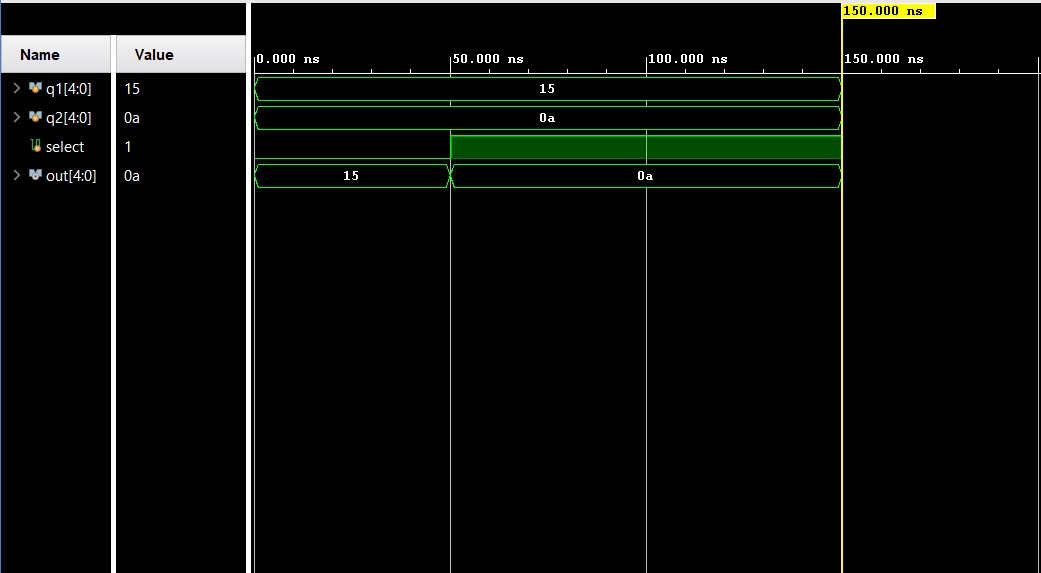 150.000 ns
Name Value
0.000 ns 50.000 ns 100.000 ns 150.000 ns
q1[4:0] 15 15
q2[4:0] 0a 0a
select 1
out[4:0] 0a 15 0a